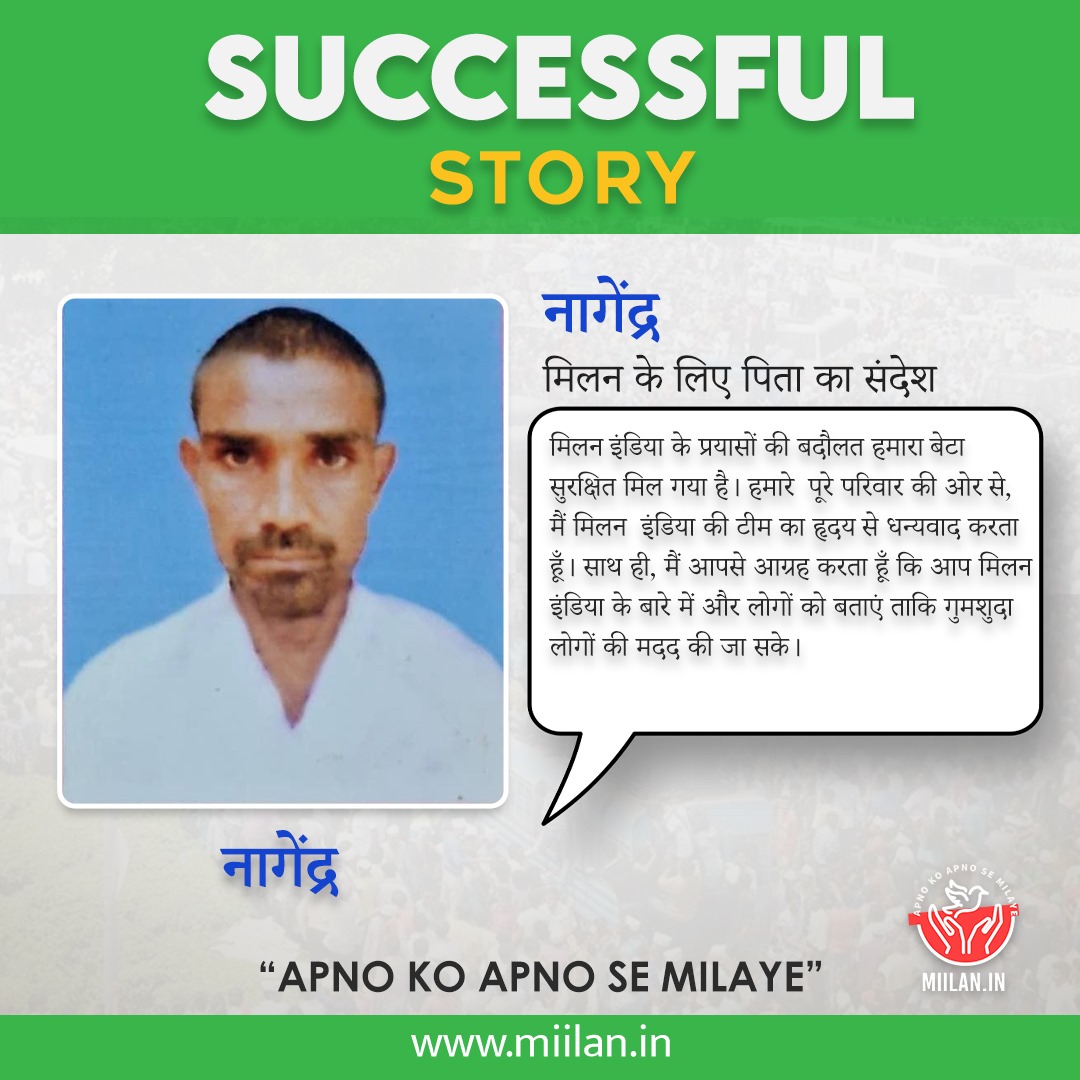 SUCCESSFUL
STORY
नागेंद्र
मिलन के लिए पिता का संदेश
मिलन इंडिया के प्रयासों की बदौलत हमारा बेटा
सुरक्षित मिल गया है। हमारे पूरे परिवार की ओर से,
मैं मिलन इंडिया की टीम का हृदय से धन्यवाद करता
हूँ। साथ ही, मैं आपसे आग्रह करता हूँ कि आप मिलन
इंडिया के बारे में और लोगों को बताएं ताकि गुमशुदा
लोगों की मदद की जा सके।
नागेंद्र
APNO KO APNO SE MILAYE
MIILAN.IN
“APNO KO APNO SE MILAYE”
www.miilan.in